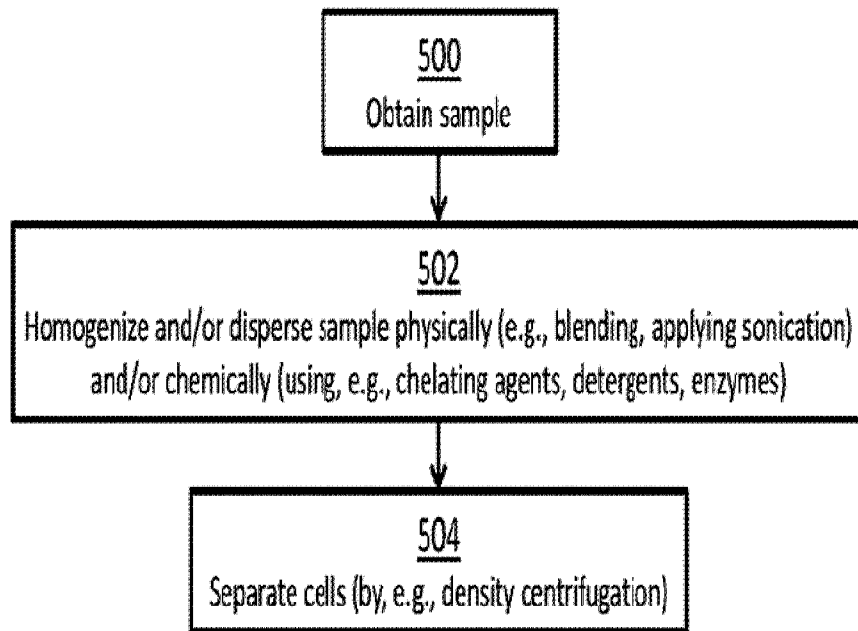 500
Obtain sample
502
Homogenize and/or disperse sample physically (e.g., blending, applying sonication)
and/or chemically (using, e.g., chelating agents, detergents, enzymes)
504
Separate cells (by, e.g., density centrifugation)